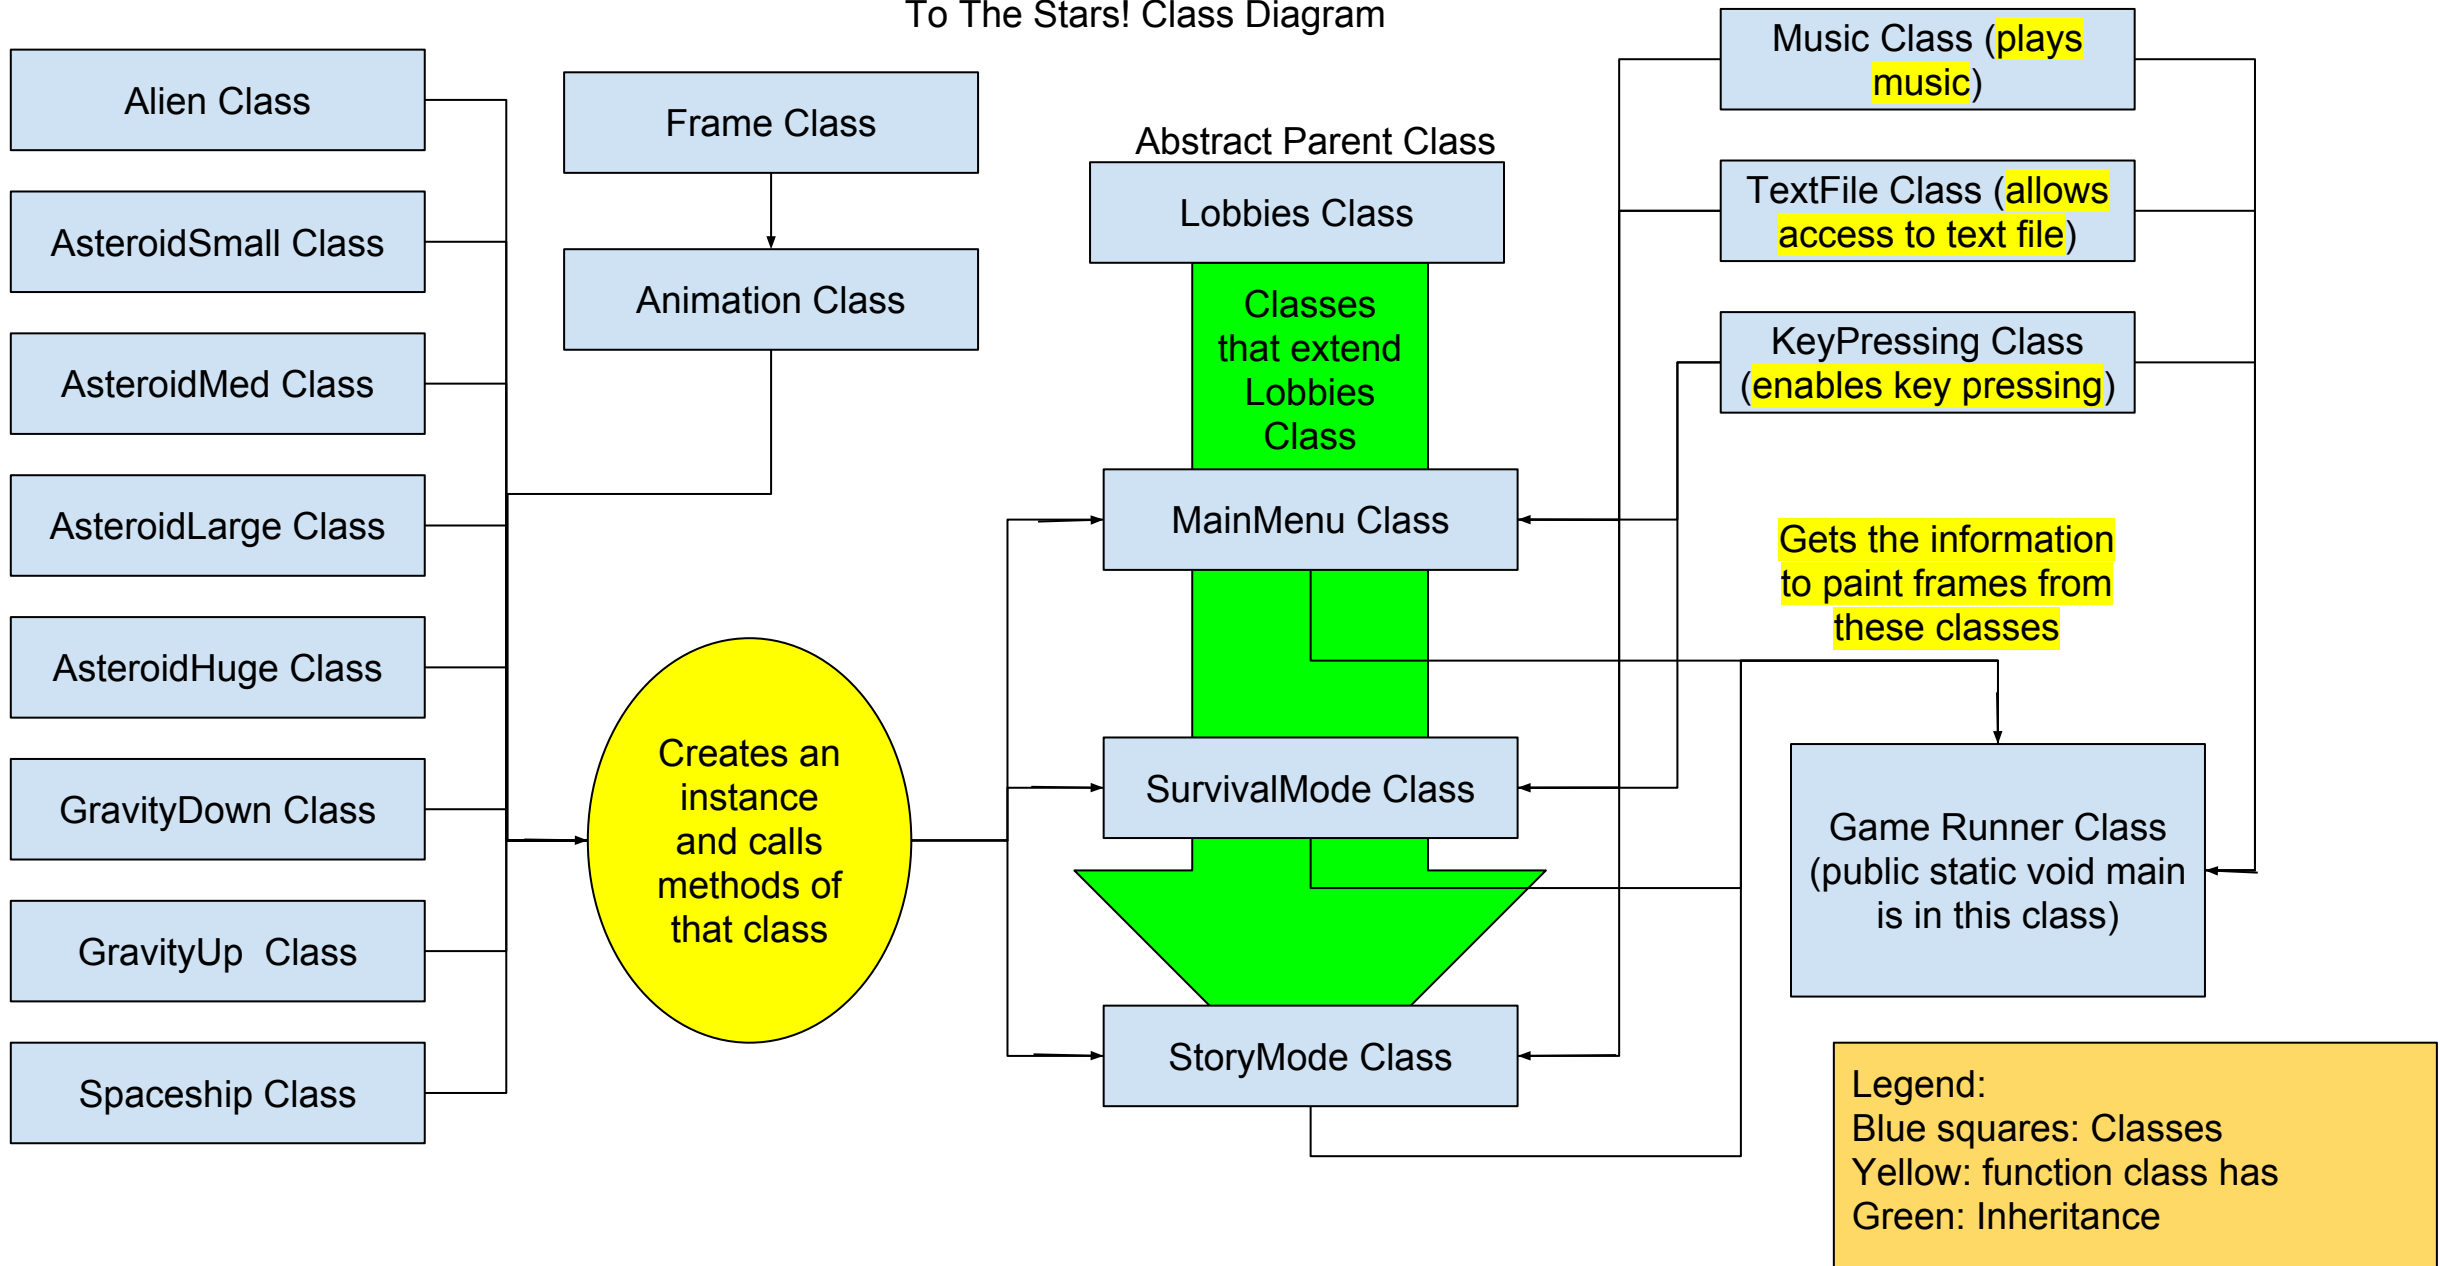 To The Stars! Class Diagram
Alien Class
AsteroidSmall Class
AsteroidMed Class
AsteroidLarge Class
AsteroidHuge Class
GravityDown Class
GravityUp  Class
Spaceship Class
Frame Class
Animation Class
Creates an
instance
and calls
methods of
that class
Abstract Parent Class
Lobbies Class
Classes
that extend
Lobbies
Class
MainMenu Class
SurvivalMode Class
StoryMode Class
Music Class (plays
music)
TextFile Class (allows
access to text file)
KeyPressing Class
(enables key pressing)
Gets the information
to paint frames from
these classes
Game Runner Class
(public static void main
is in this class)
Legend:
Blue squares: Classes
Yellow: function class has
Green: Inheritance